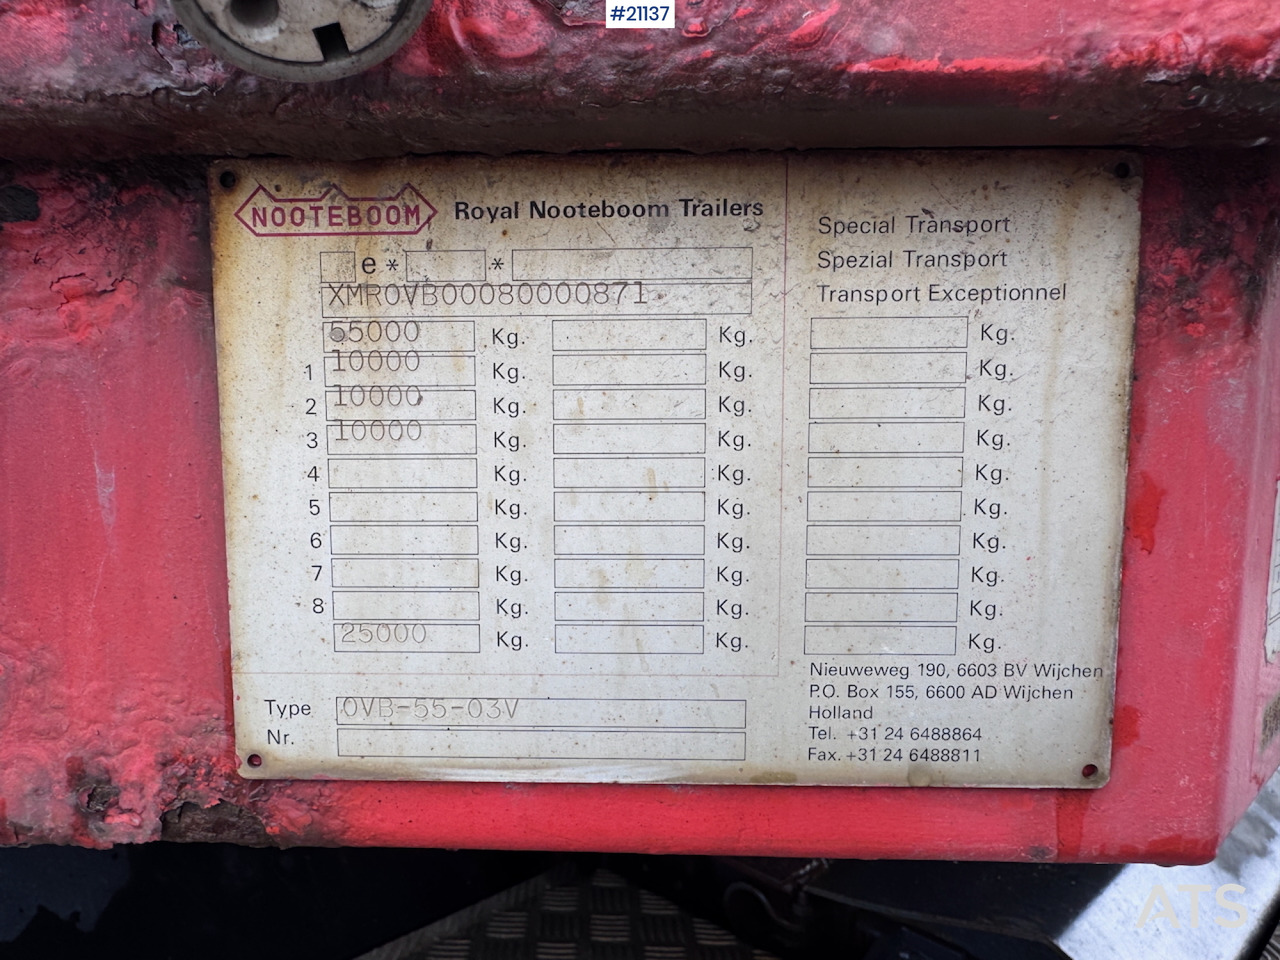 #21137
NOOTEBOOM Royal Nooteboom Trailers
e * *
XMR0VB00080000871
55000 Kg. Kg.
1 10000 Kg. Kg.
2 10000 Kg. Kg.
3 10000 Kg. Kg.
4 Kg. Kg.
5 Kg. Kg.
6 Kg. Kg.
7 Kg. Kg.
8 Kg. Kg.
25000 Kg. Kg.
Type OVB-55-03V
Nr.
Special Transport
Spezial Transport
Transport Exceptionnel
Kg.
Kg.
Kg.
Kg.
Kg.
Kg.
Kg.
Kg.
Kg.
Kg.
Nieuweweg 190, 6603 BV Wijchen
P.O. Box 155, 6600 AD Wijchen
Holland
Tel. +31 24 6488864
Fax. +31 24 6488811
ATS